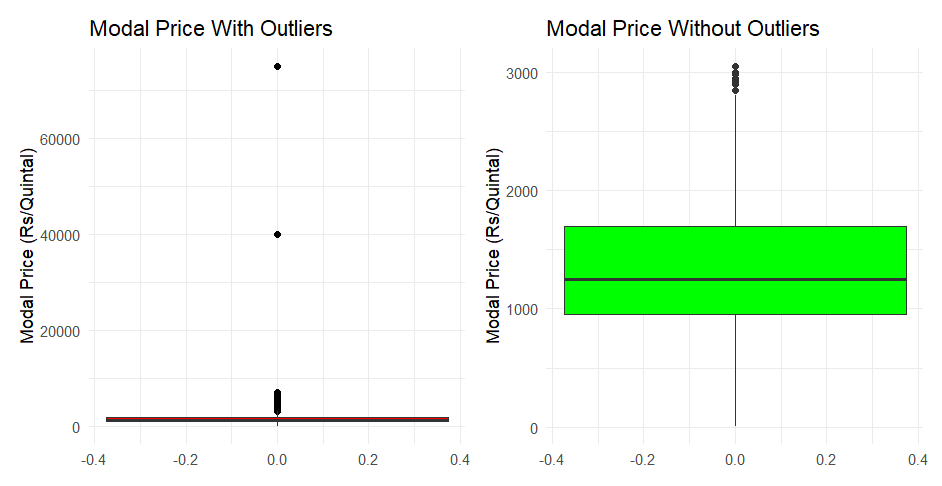 Modal Price With Outliers
Modal Price (Rs/Quintal)
60000
40000
20000
0
-0.4 -0.2 0.0 0.2 0.4
Modal Price Without Outliers
Modal Price (Rs/Quintal)
3000
2000
1000
0
-0.4 -0.2 0.0 0.2 0.4